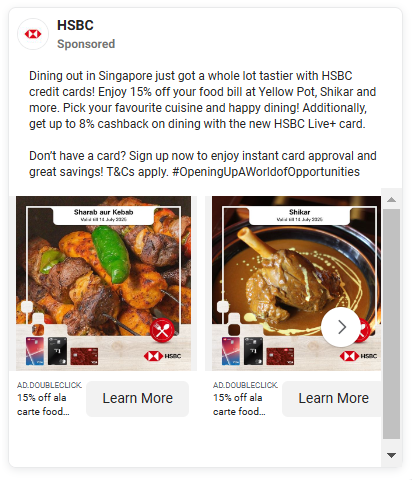 HSBC
Sponsored
Dining out in Singapore just got a whole lot tastier with HSBC
credit cards! Enjoy 15% off your food bill at Yellow Pot, Shikar and
more. Pick your favourite cuisine and happy dining! Additionally,
get up to 8% cashback on dining with the new HSBC Live+ card.
Don’t have a card? Sign up now to enjoy instant card approval and
great savings! T&Cs apply. #OpeningUpAWorldofOpportunities
Sharab aur Kebab
Valid till 13 July 2025
HSBC
AD.DOUBLECLICK.
15% off ala
carte food...
Learn More
Shikar
Valid till 13 July 2025
HSBC
AD.DOUBLECLICK.
15% off ala
carte food...
Learn More